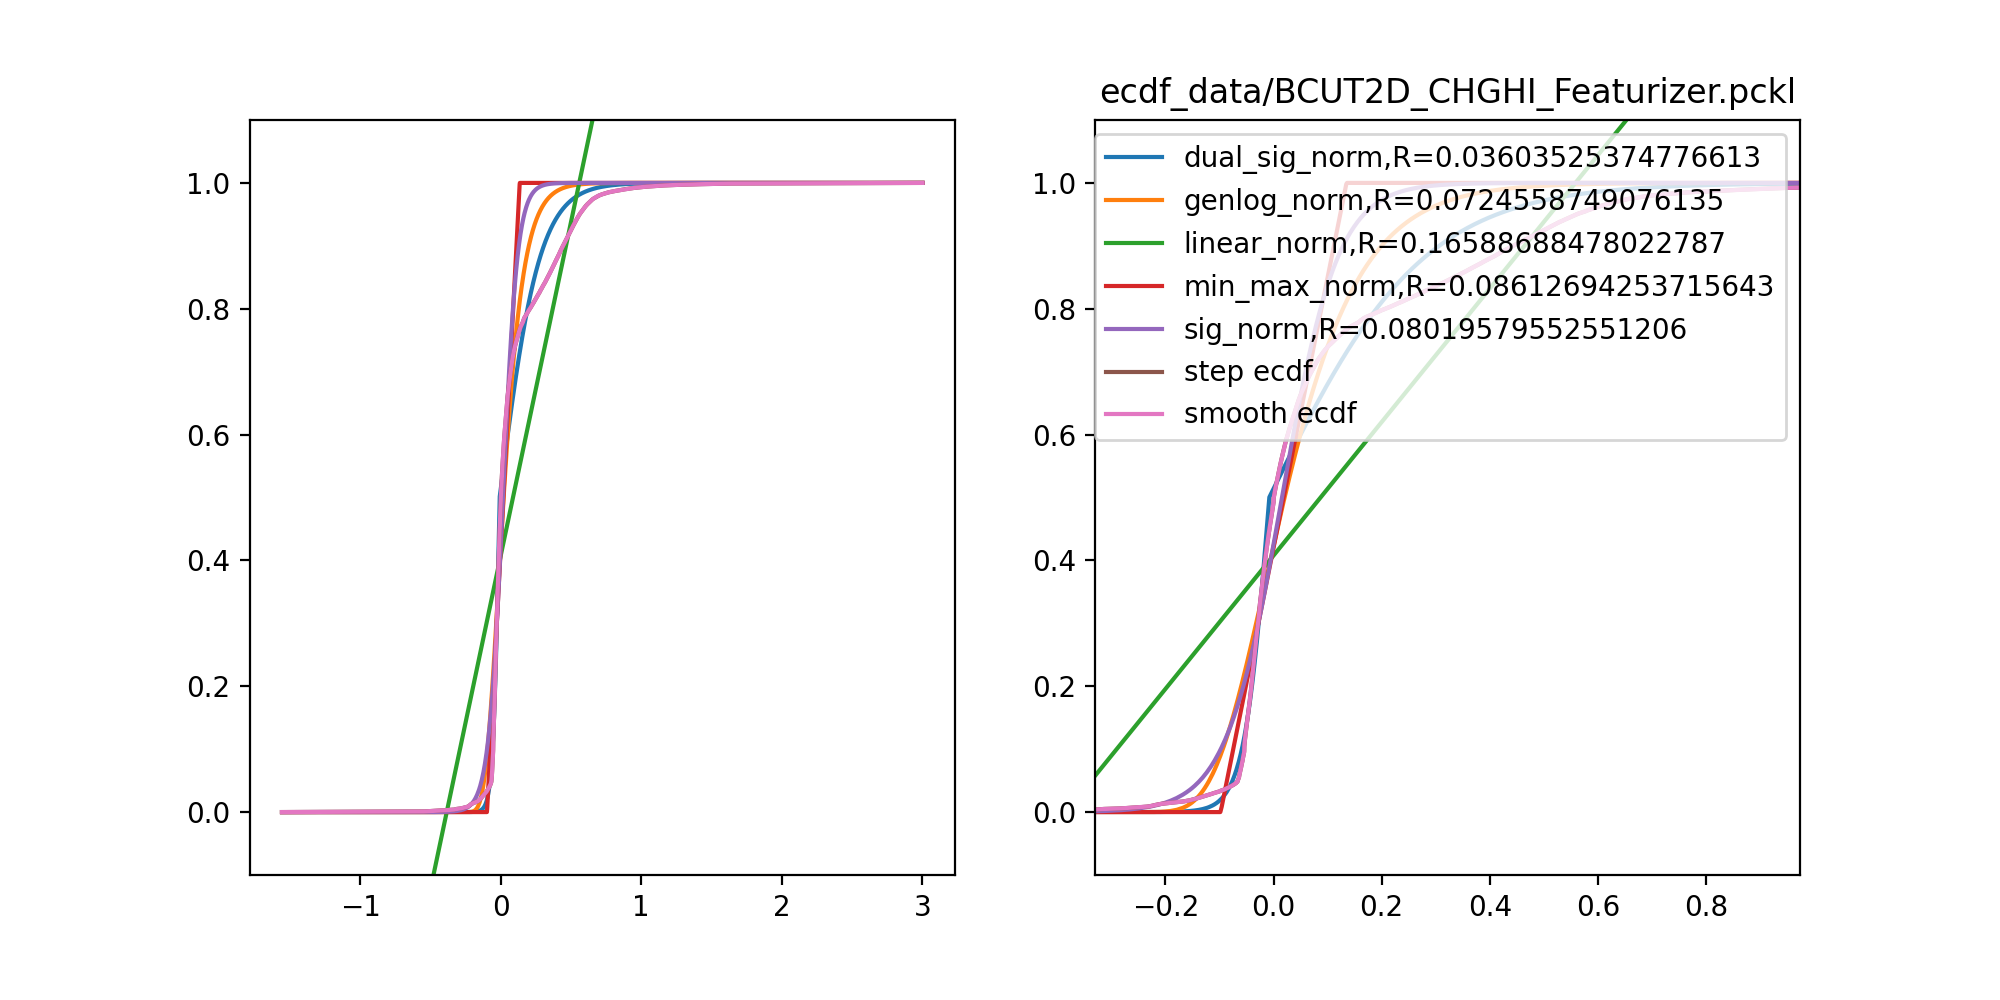 ecdf_data/BCUT2D_CHGHI_Featurizer.pckl
1.0
0.8
0.6
0.4
0.2
0.0
−1
0
1
2
3
dual_sig_norm,R=0.03603525374776613
genlog_norm,R=0.0724558749076135
linear_norm,R=0.16588688478022787
min_max_norm,R=0.08612694253715643
sig_norm,R=0.08019579552551206
step ecdf
smooth ecdf
1.0
0.8
0.6
0.4
0.2
0.0
−0.2
0.0
0.2
0.4
0.6
0.8